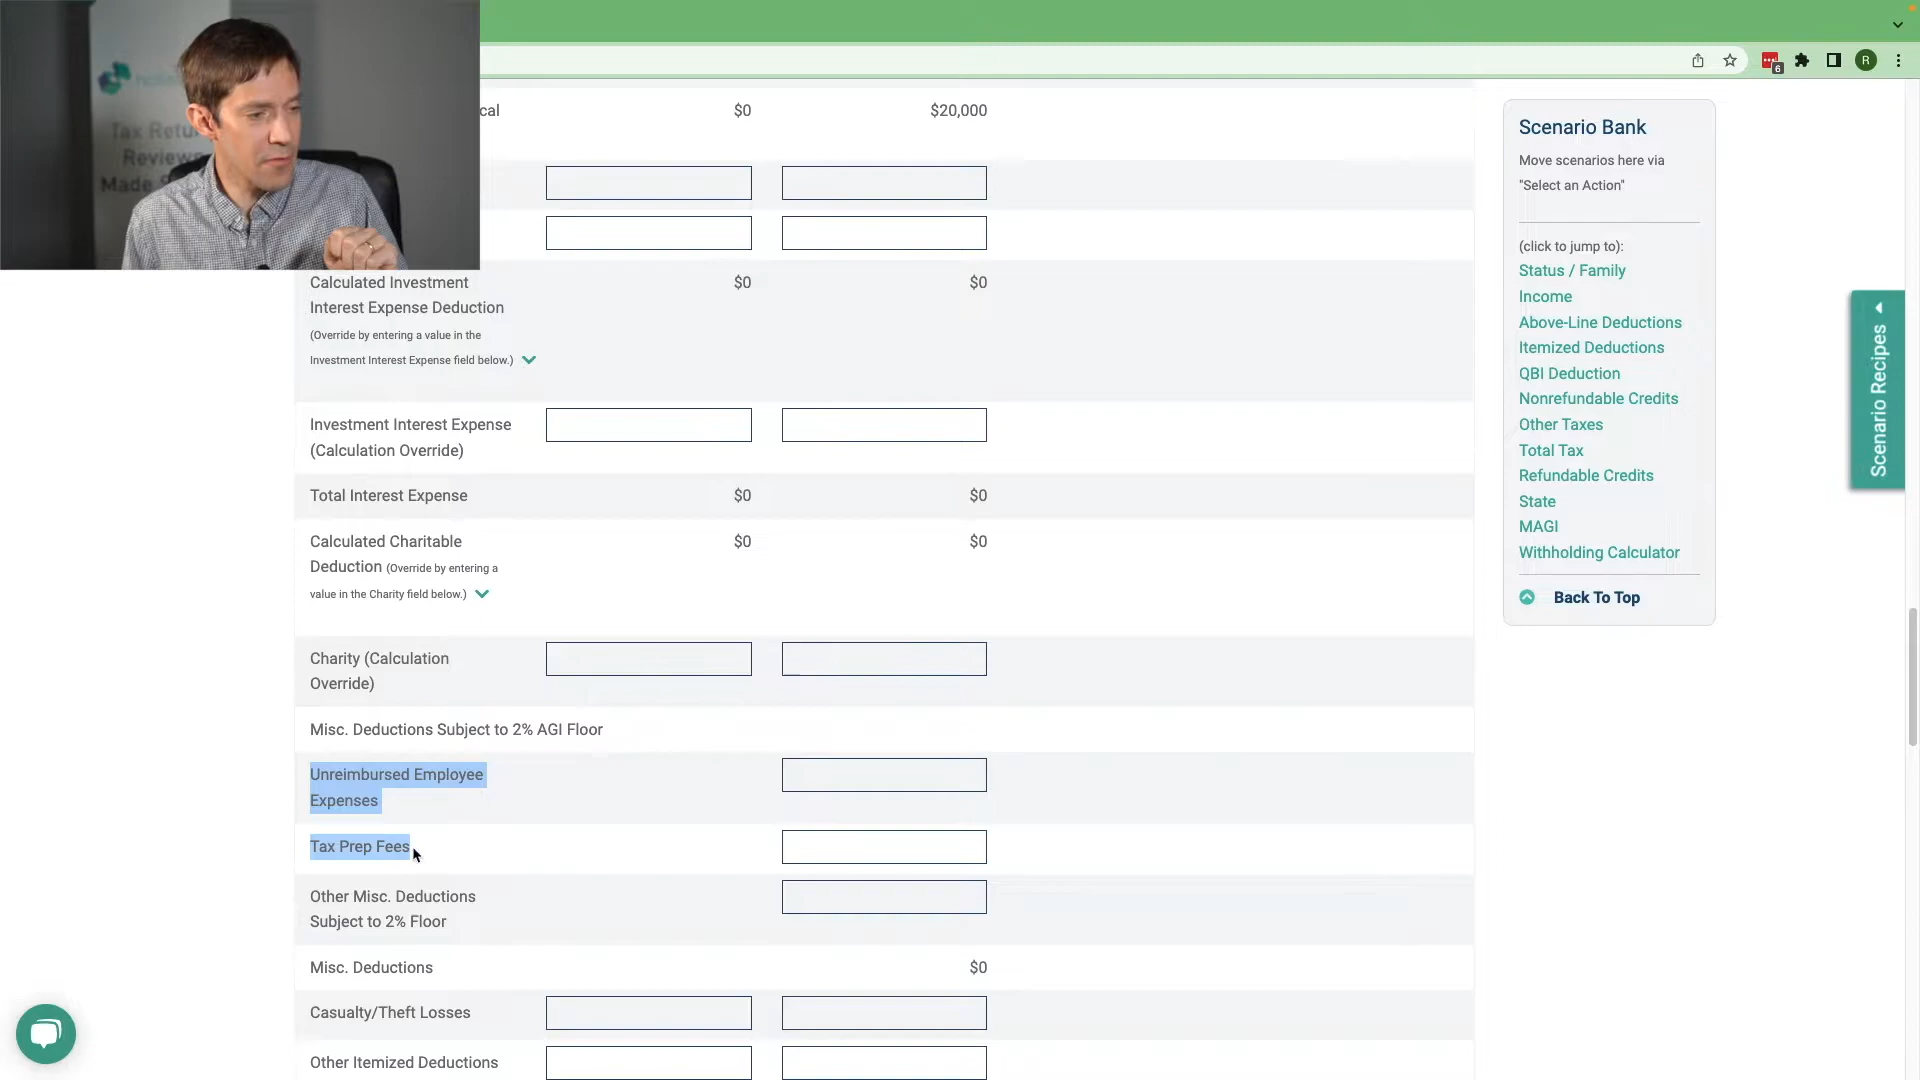 Tax Retu
Reviews
Made S
R
6
cal $0 $20,000
Calculated Investment $0 $0
Interest Expense Deduction
(Override by entering a value in the
Investment Interest Expense field below.)
Investment Interest Expense
(Calculation Override)
Total Interest Expense $0 $0
Calculated Charitable $0 $0
Deduction (Override by entering a
value in the Charity field below.)
Charity (Calculation
Override)
Misc. Deductions Subject to 2% AGI Floor
Unreimbursed Employee
Expenses
Tax Prep Fees
Other Misc. Deductions
Subject to 2% Floor
Misc. Deductions $0
Casualty/Theft Losses
Other Itemized Deductions
Scenario Bank
Move scenarios here via
"Select an Action"
(click to jump to):
Status / Family
Income
Above-Line Deductions
Itemized Deductions
QBI Deduction
Nonrefundable Credits
Other Taxes
Total Tax
Refundable Credits
State
MAGI
Withholding Calculator
Back To Top
Scenario Recipes